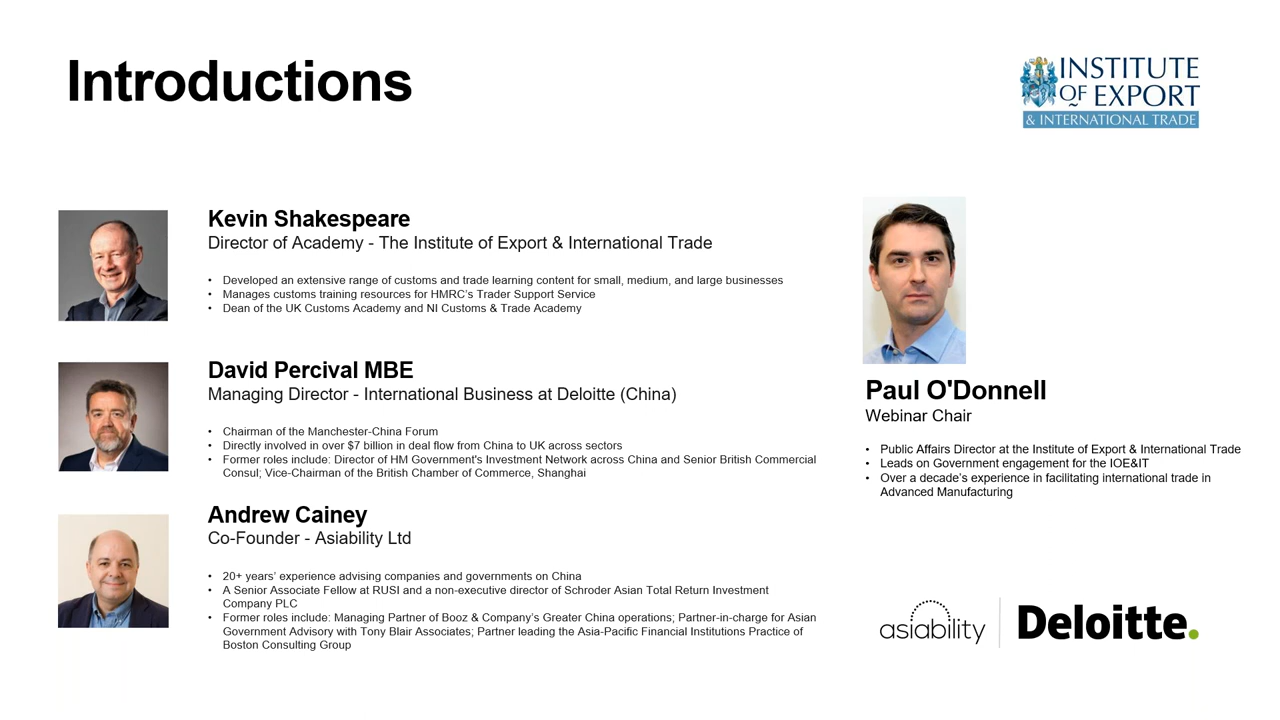 Introductions
INSTITUTE
OF EXPORT
& INTERNATIONAL TRADE
Kevin Shakespeare
Director of Academy - The Institute of Export & International Trade
• Developed an extensive range of customs and trade learning content for small, medium, and large businesses
• Manages customs training resources for HMRC's Trader Support Service
• Dean of the UK Customs Academy and NI Customs & Trade Academy
David Percival MBE
Managing Director - International Business at Deloitte (China)
• Chairman of the Manchester-China Forum
• Directly involved in over $7 billion in deal flow from China to UK across sectors
• Former roles include: Director of HM Government's Investment Network across China and Senior British Commercial
Consul; Vice-Chairman of the British Chamber of Commerce, Shanghai
Andrew Cainey
Co-Founder - Asiability Ltd
• 20+ years' experience advising companies and governments on China
• A Senior Associate Fellow at RUSI and a non-executive director of Schroder Asian Total Return Investment
Company PLC
• Former roles include: Managing Partner of Booz & Company's Greater China operations; Partner-in-charge for Asian
Government Advisory with Tony Blair Associates; Partner leading the Asia-Pacific Financial Institutions Practice of
Boston Consulting Group
Paul O'Donnell
Webinar Chair
• Public Affairs Director at the Institute of Export & International Trade
• Leads on Government engagement for the IOE&IT
• Over a decade's experience in facilitating international trade in
Advanced Manufacturing
asiability
Deloitte.